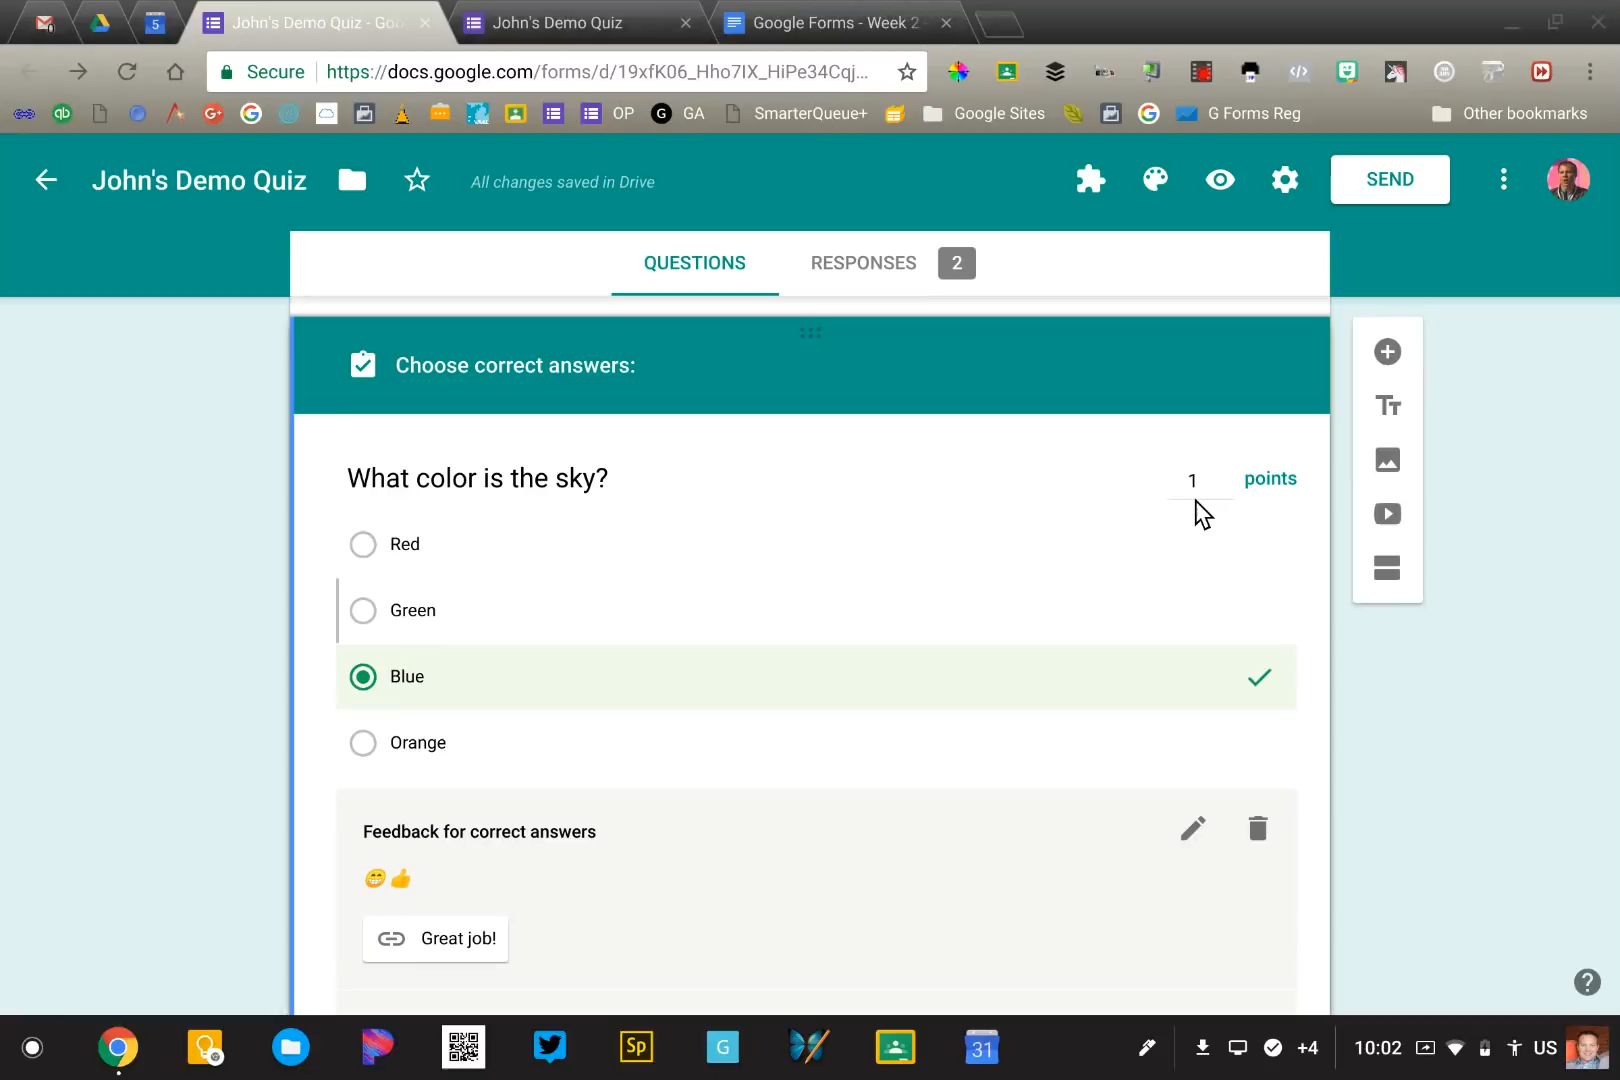 John's Demo Quiz - Goo
John's Demo Quiz
Google Forms - Week 2 -
Secure
https://docs.google.com/forms/d/19xfK06_Hho7IX_HiPe34Cqj...
OP
GA
SmarterQueue+
Google Sites
G Forms Reg
Other bookmarks
John's Demo Quiz
All changes saved in Drive
SEND
QUESTIONS
RESPONSES
2
Choose correct answers:
What color is the sky?
1
points
Red
Green
Blue
Orange
Feedback for correct answers
😁👍
Great job!
Sp
G
31
+4
10:02
US